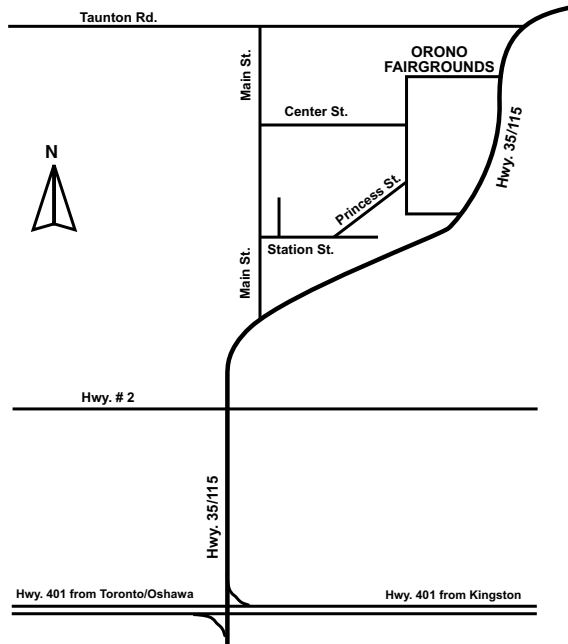 Taunton Rd.
ORONO
FAIRGROUNDS
Main St.
Center St.
Hwy. 35/115
N
Princess St.
Station St.
Main St.
Hwy. # 2
Hwy. 35/115
Hwy. 401 from Toronto/Oshawa
Hwy. 401 from Kingston